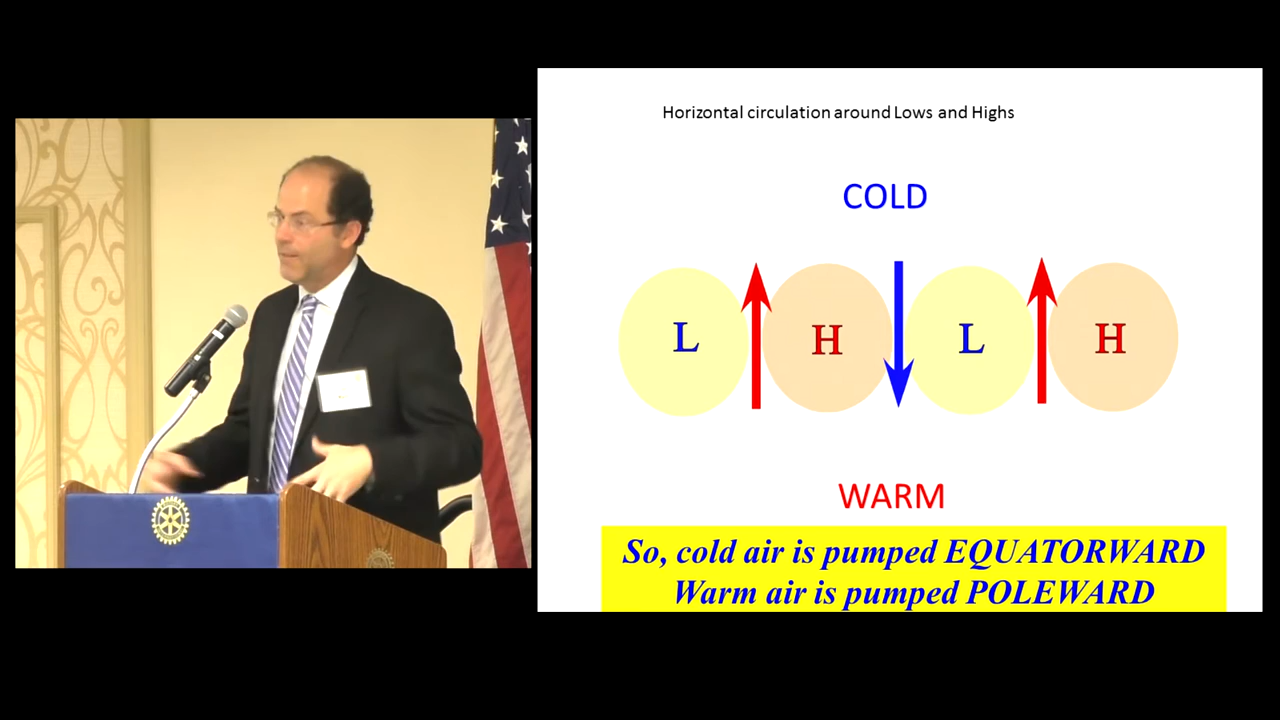 Horizontal circulation around Lows and Highs
COLD
L H L H
WARM
So, cold air is pumped EQUATORWARD
Warm air is pumped POLEWARD